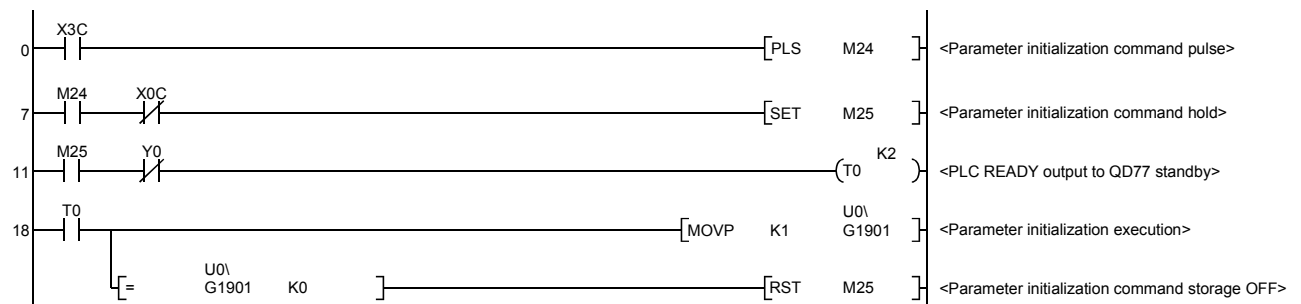 X3C
0 PLS M24 <Parameter initialization command pulse>
M24 X0C
7 SET M25 <Parameter initialization command hold>
M25 Y0 K2
11 T0 <PLC READY output to QD77 standby>
T0 U0\
18 MOVP K1 G1901 <Parameter initialization execution>
U0\
= G1901 K0 RST M25 <Parameter initialization command storage OFF>